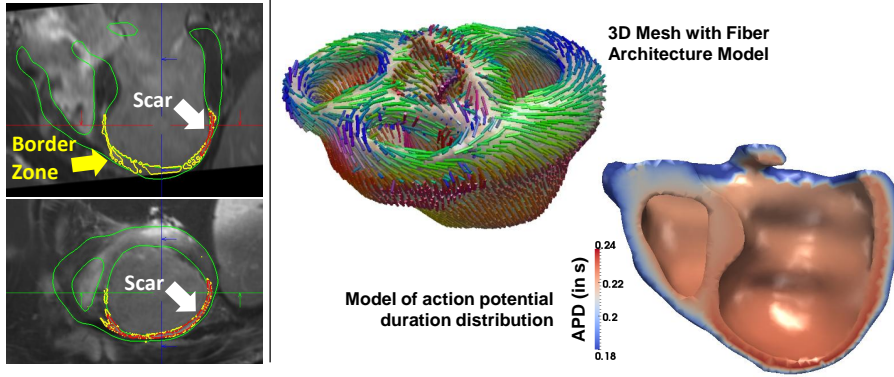 Scar
Border
Zone
Scar
3D Mesh with Fiber
Architecture Model
Model of action potential
duration distribution
APD (in s)
0.24
0.22
0.2
0.18